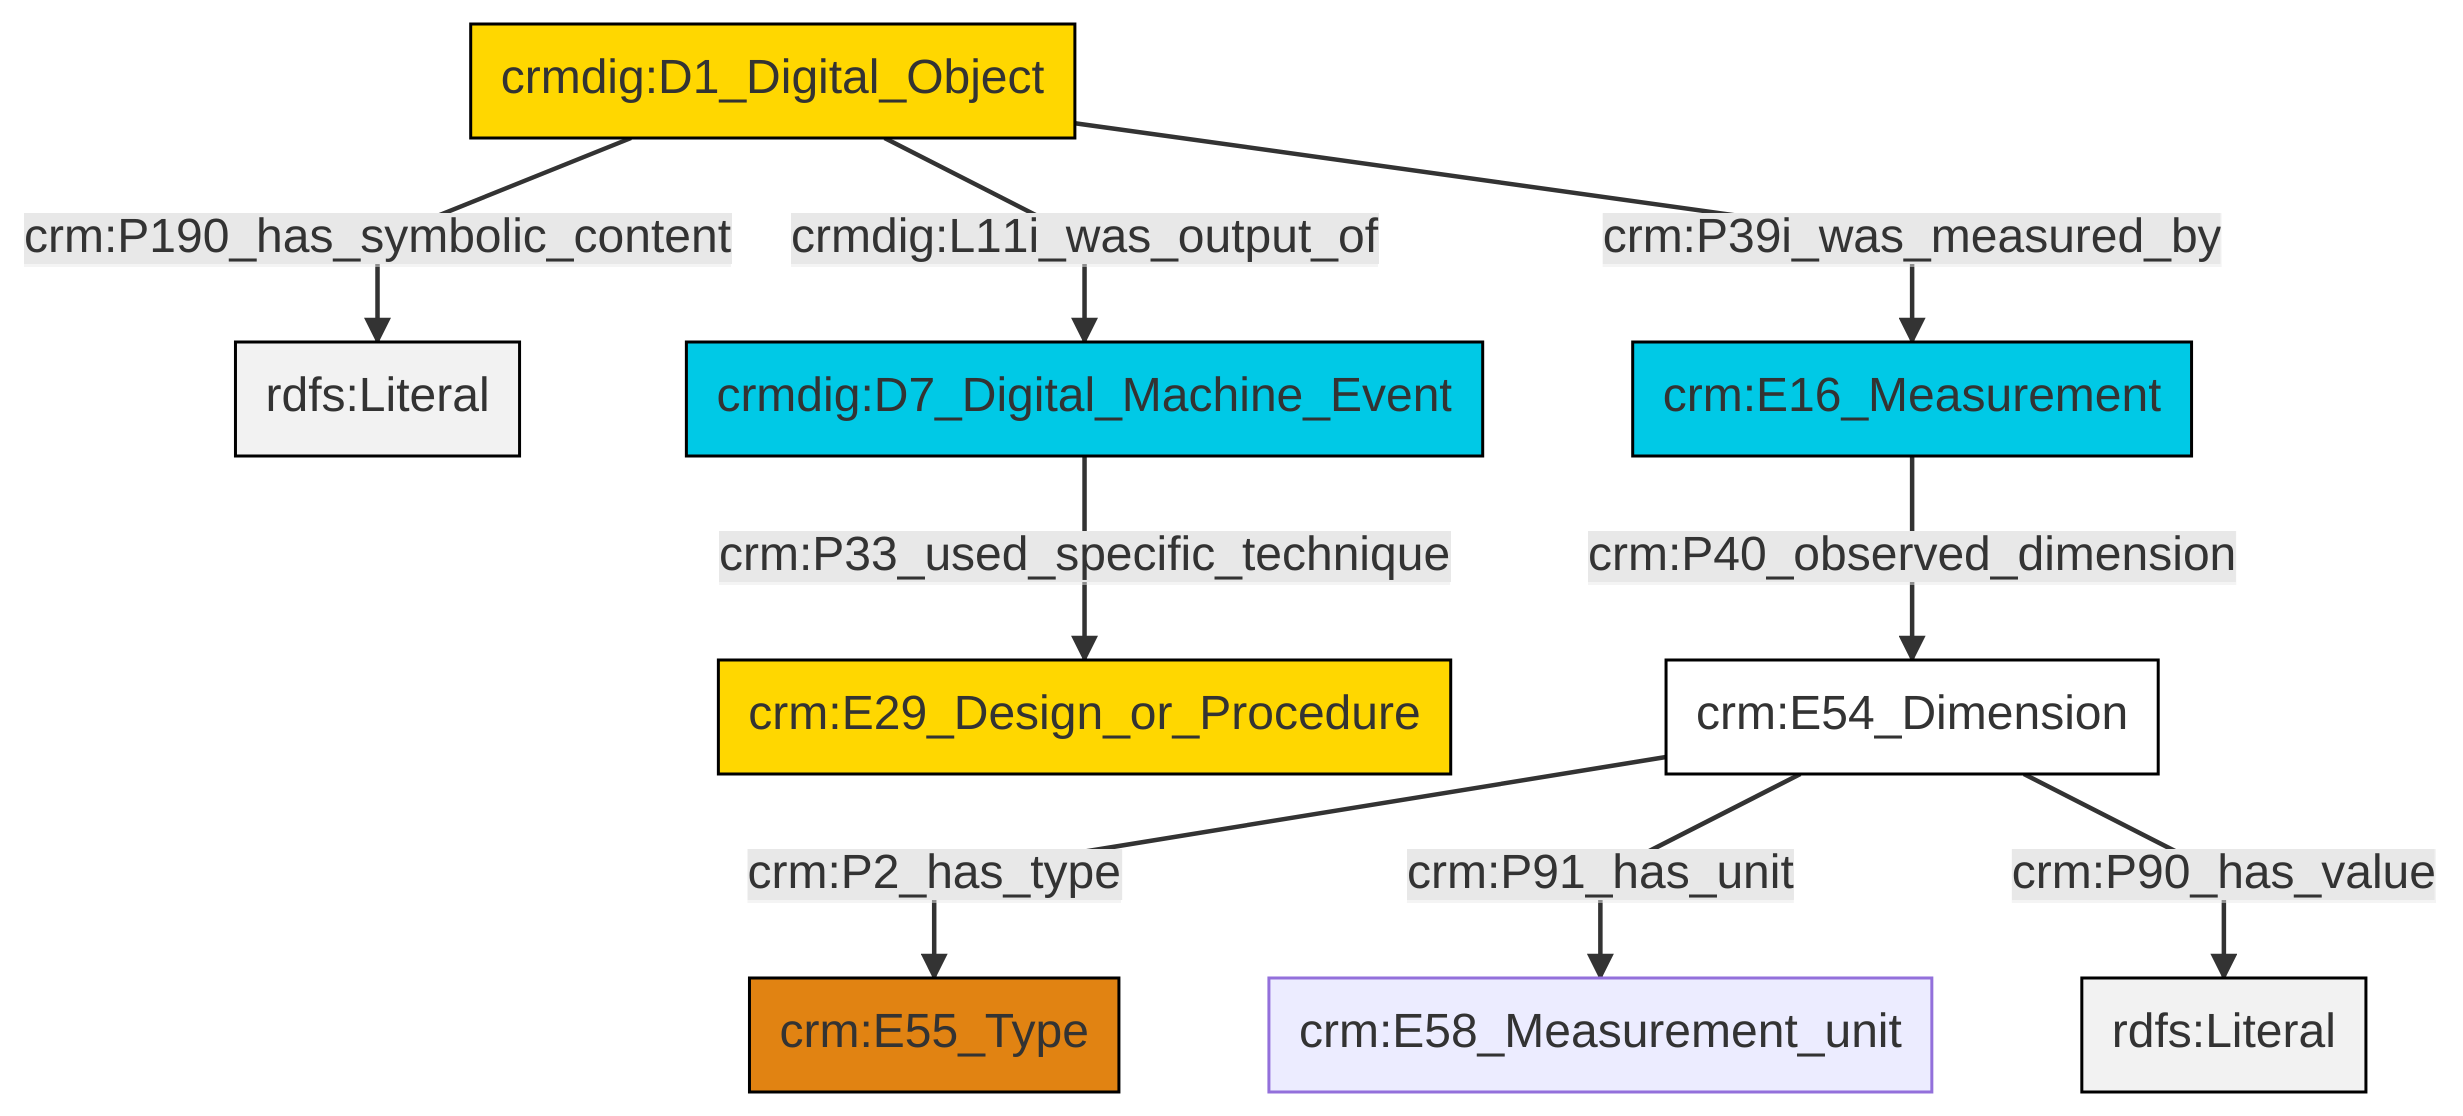 crmdig:D1_Digital_Object
crm:P190_has_symbolic_content
crmdig:L11i_was_output_of
crm:P39i_was_measured_by
rdfs:Literal
crmdig:D7_Digital_Machine_Event
crm:E16_Measurement
crm:P33_used_specific_technique
crm:P40_observed_dimension
crm:E29_Design_or_Procedure
crm:E54_Dimension
crm:P2_has_type
crm:P91_has_unit
crm:P90_has_value
crm:E55_Type
crm:E58_Measurement_unit
rdfs:Literal